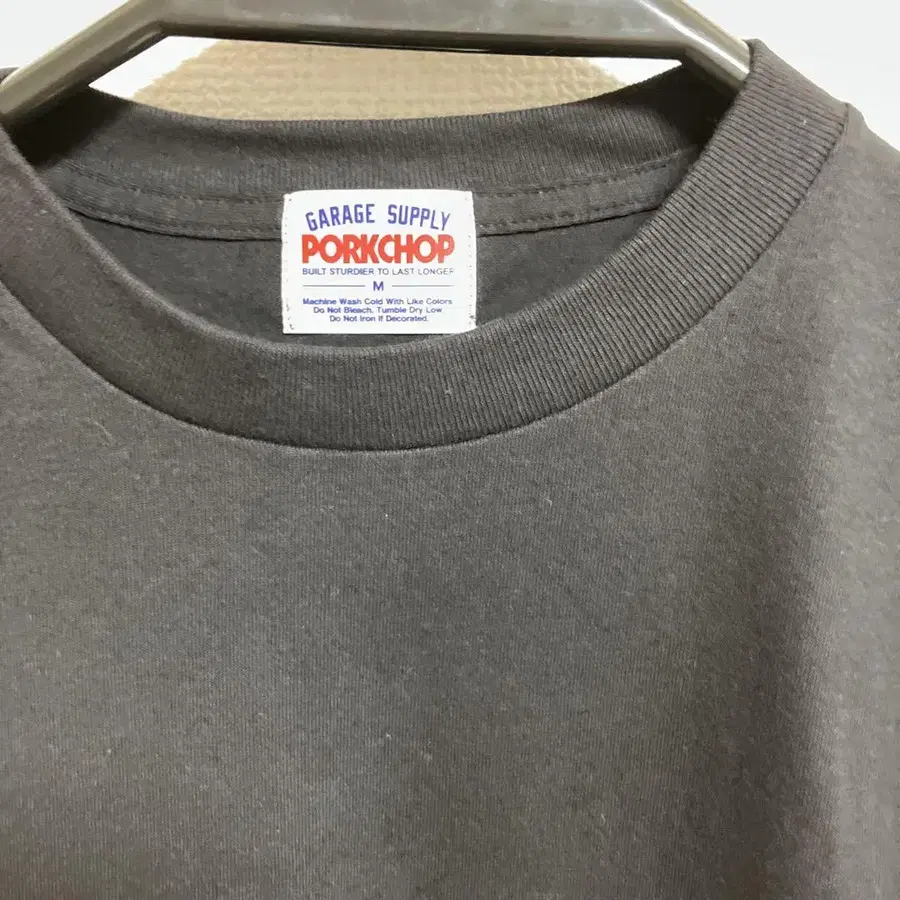 GARAGE SUPPLY
PORKCHOP
BUILT STURDIER TO LAST LONGER
M
Machine Wash Cold With Like Colors
Do Not Bleach. Tumble Dry Low
Do Not Iron If Decorated.